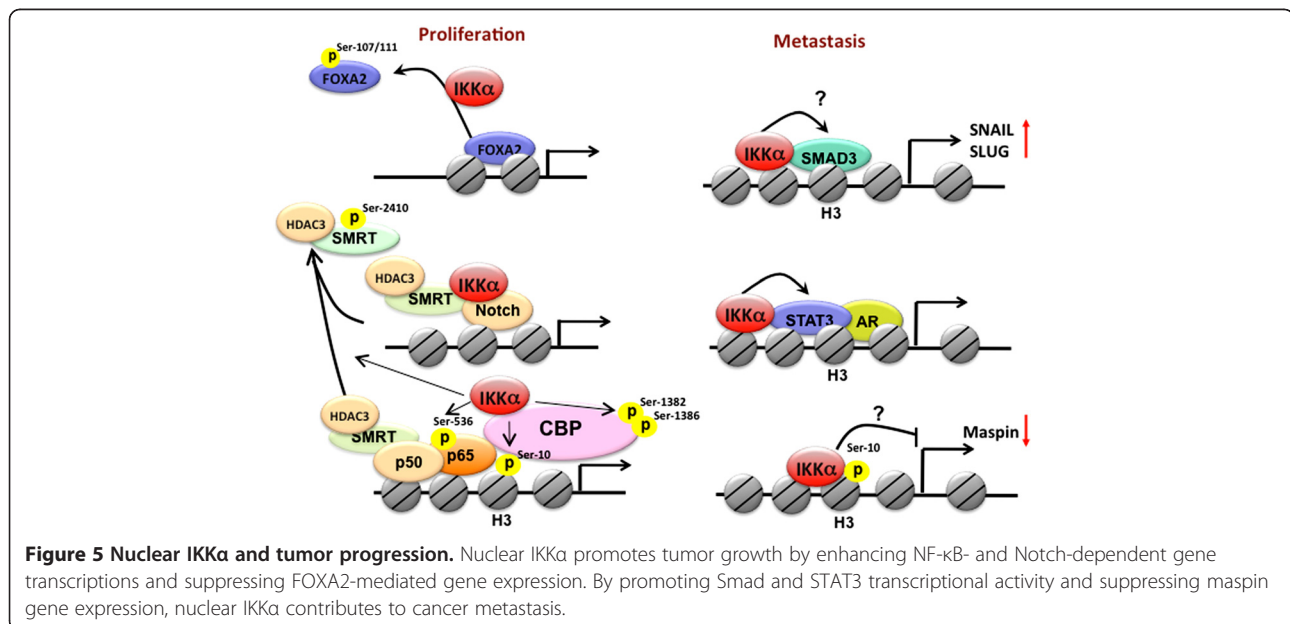 Proliferation
Metastasis
p Ser-107/111
FOXA2
IKKα
FOXA2
?
IKKα SMAD3
H3
SNAIL
SLUG
HDAC3
p Ser-2410
SMRT
HDAC3
SMRT
IKKα
Notch
IKKα STAT3 AR
H3
IKKα
HDAC3
SMRT
p50
p65
p Ser-536
CBP
p Ser-1382
p Ser-1386
p Ser-10
H3
?
Maspin
IKKα p Ser-10
H3
Figure 5 Nuclear IKKα and tumor progression. Nuclear IKKα promotes tumor growth by enhancing NF-κB- and Notch-dependent gene
transcriptions and suppressing FOXA2-mediated gene expression. By promoting Smad and STAT3 transcriptional activity and suppressing maspin
gene expression, nuclear IKKα contributes to cancer metastasis.